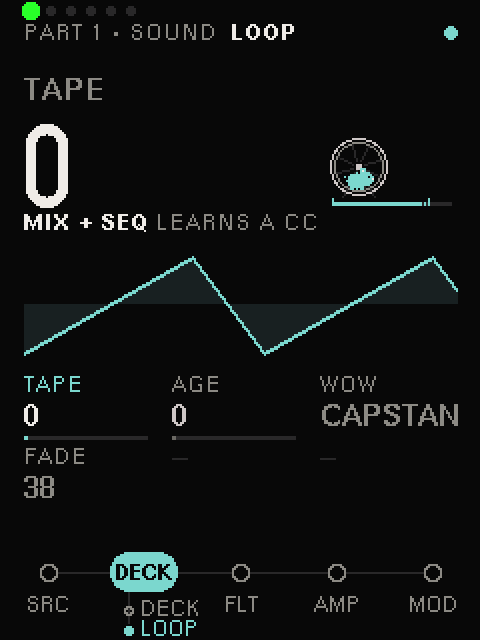 PART 1 · SOUND LOOP
TAPE
0
MIX + SEQ LEARNS A CC
TAPE AGE WOW
0 0 CAPSTAN
FADE — —
38
DECK
SRC DECK FLT AMP MOD
LOOP